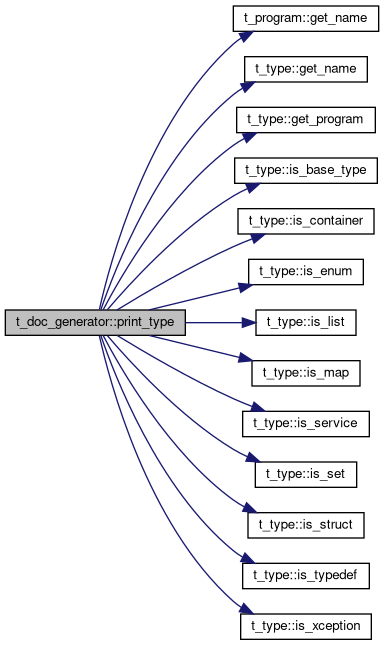 t_program::get_name
t_type::get_name
t_type::get_program
t_type::is_base_type
t_type::is_container
t_type::is_enum
t_doc_generator::print_type
t_type::is_list
t_type::is_map
t_type::is_service
t_type::is_set
t_type::is_struct
t_type::is_typedef
t_type::is_xception